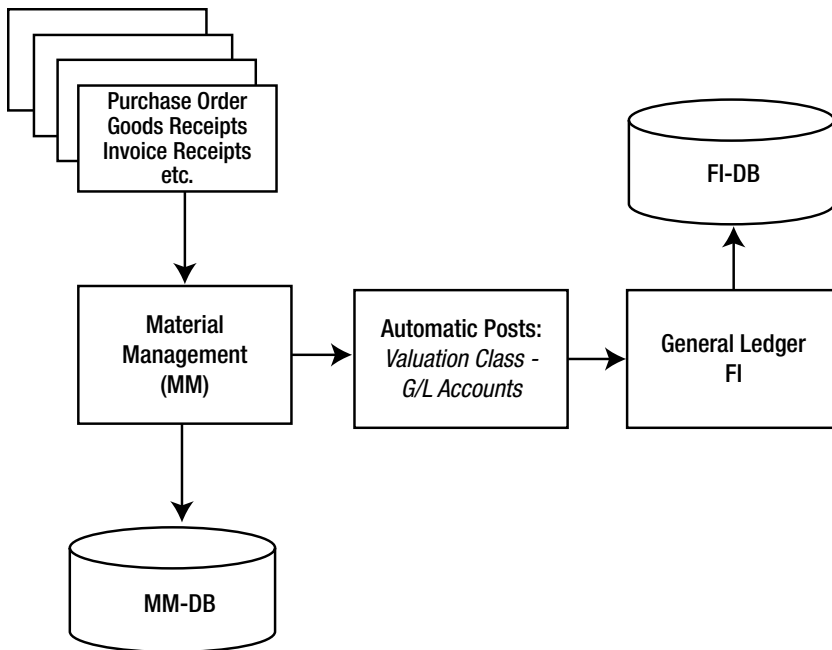 Purchase Order
Goods Receipts
Invoice Receipts
etc.
FI-DB
Material
Management
(MM)
Automatic Posts:
Valuation Class -
G/L Accounts
General Ledger
FI
MM-DB